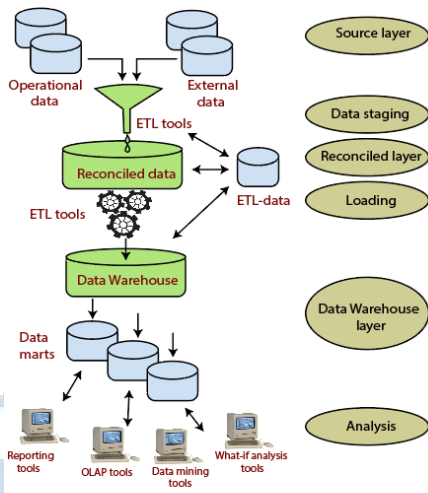 Source layer
Operational
data
External
data
ETL tools
Data staging
Reconciled data
Reconciled layer
ETL-data
ETL tools
Loading
Data Warehouse
Data Warehouse
layer
Data
marts
Analysis
Reporting
tools
OLAP tools
Data mining
tools
What-if analysis
tools